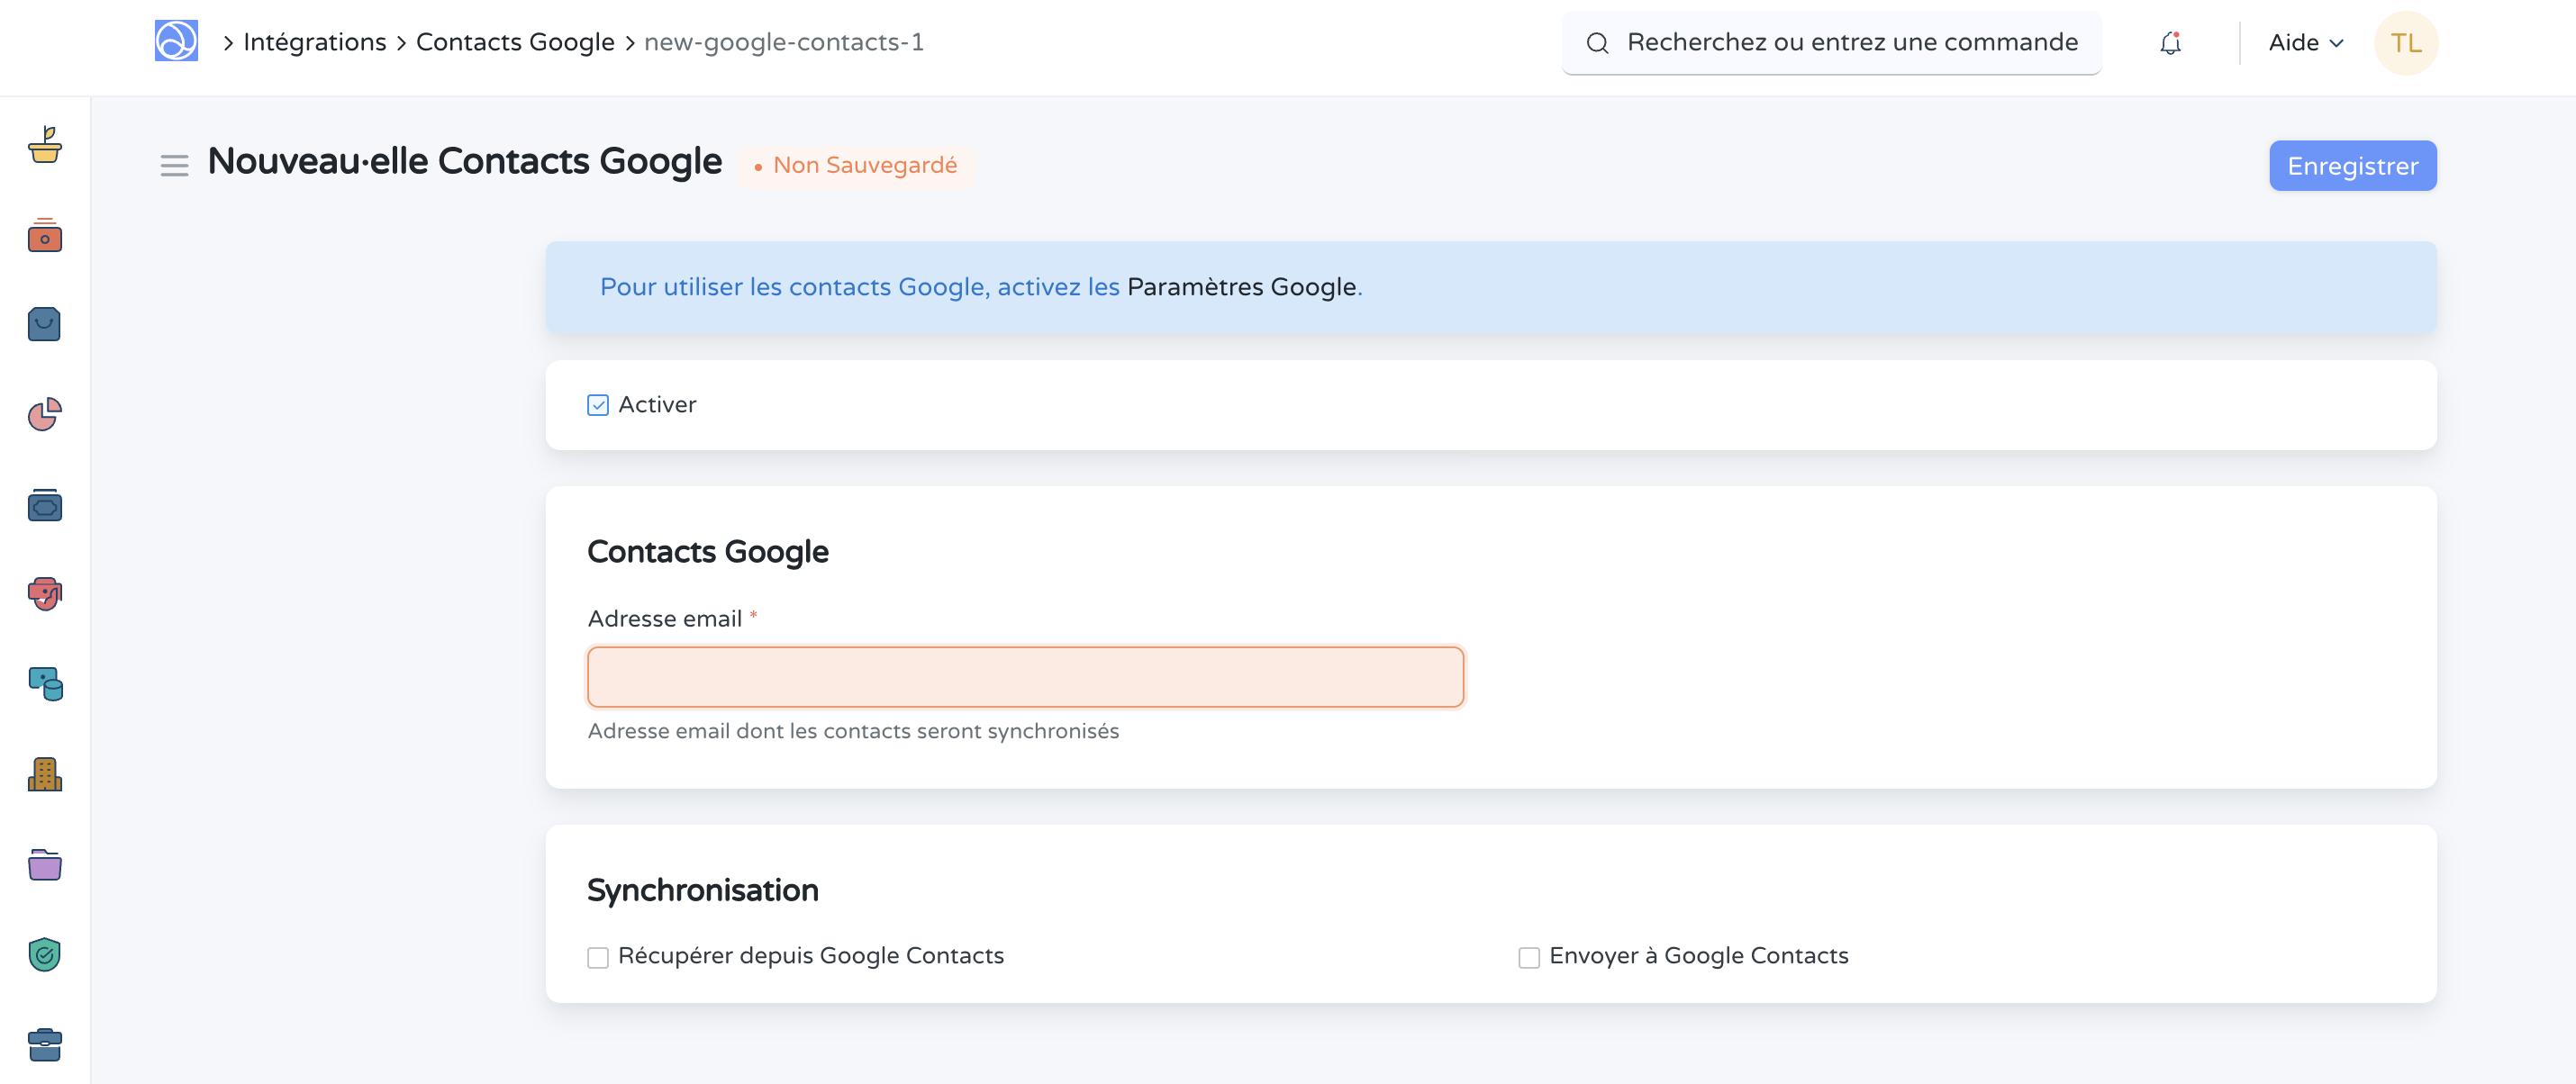 Intégrations
Contacts Google
new-google-contacts-1
Recherchez ou entrez une commande
Aide
TL
Nouveau·elle Contacts Google
• Non Sauvegardé
Enregistrer
Pour utiliser les contacts Google, activez les Paramètres Google.
Activer
Contacts Google
Adresse email *
Adresse email dont les contacts seront synchronisés
Synchronisation
Récupérer depuis Google Contacts
Envoyer à Google Contacts